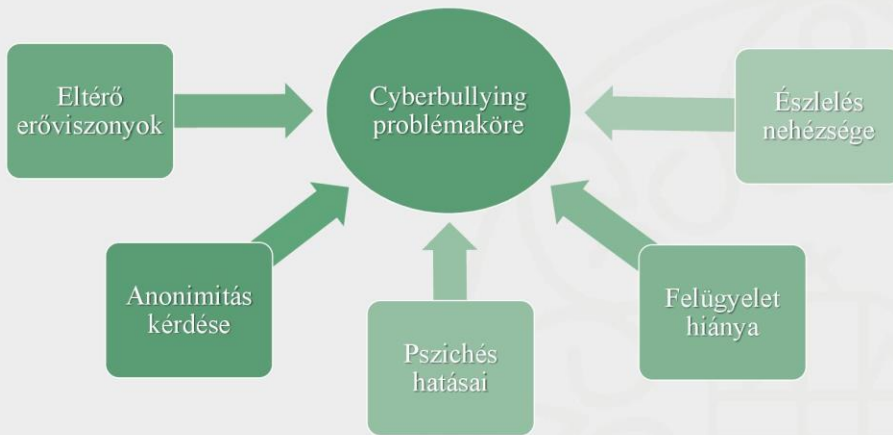 Cyberbullying
problémaköre
Eltérő
erőviszonyok
Anonimitás
kérdése
Pszichés
hatásai
Felügyelet
hiánya
Észlelés
nehézsége